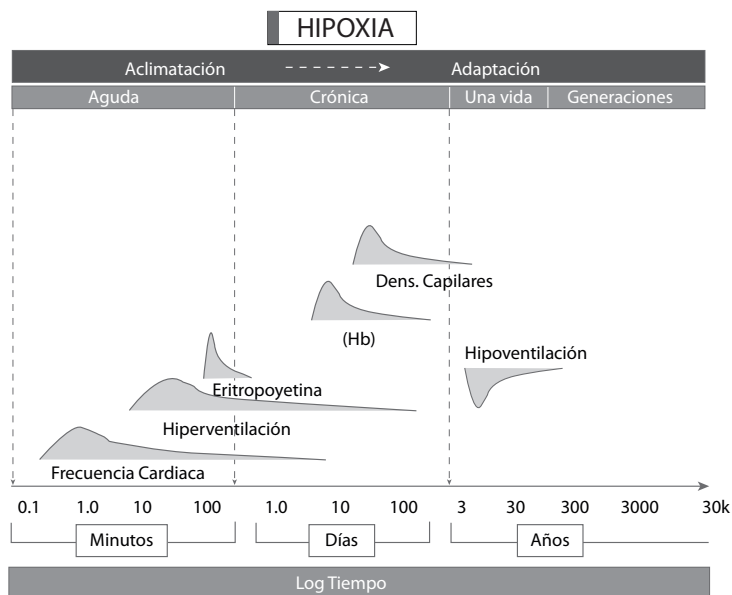 HIPOXIA
Aclimatación Adaptación
Aguda Crónica Una vida Generaciones
Dens. Capilares
(Hb)
Hipoventilación
Eritropoyetina
Hiperventilación
Frecuencia Cardiaca
0.1 1.0 10 100 1.0 10 100 3 30 300 3000 30k
Minutos Días Años
Log Tiempo